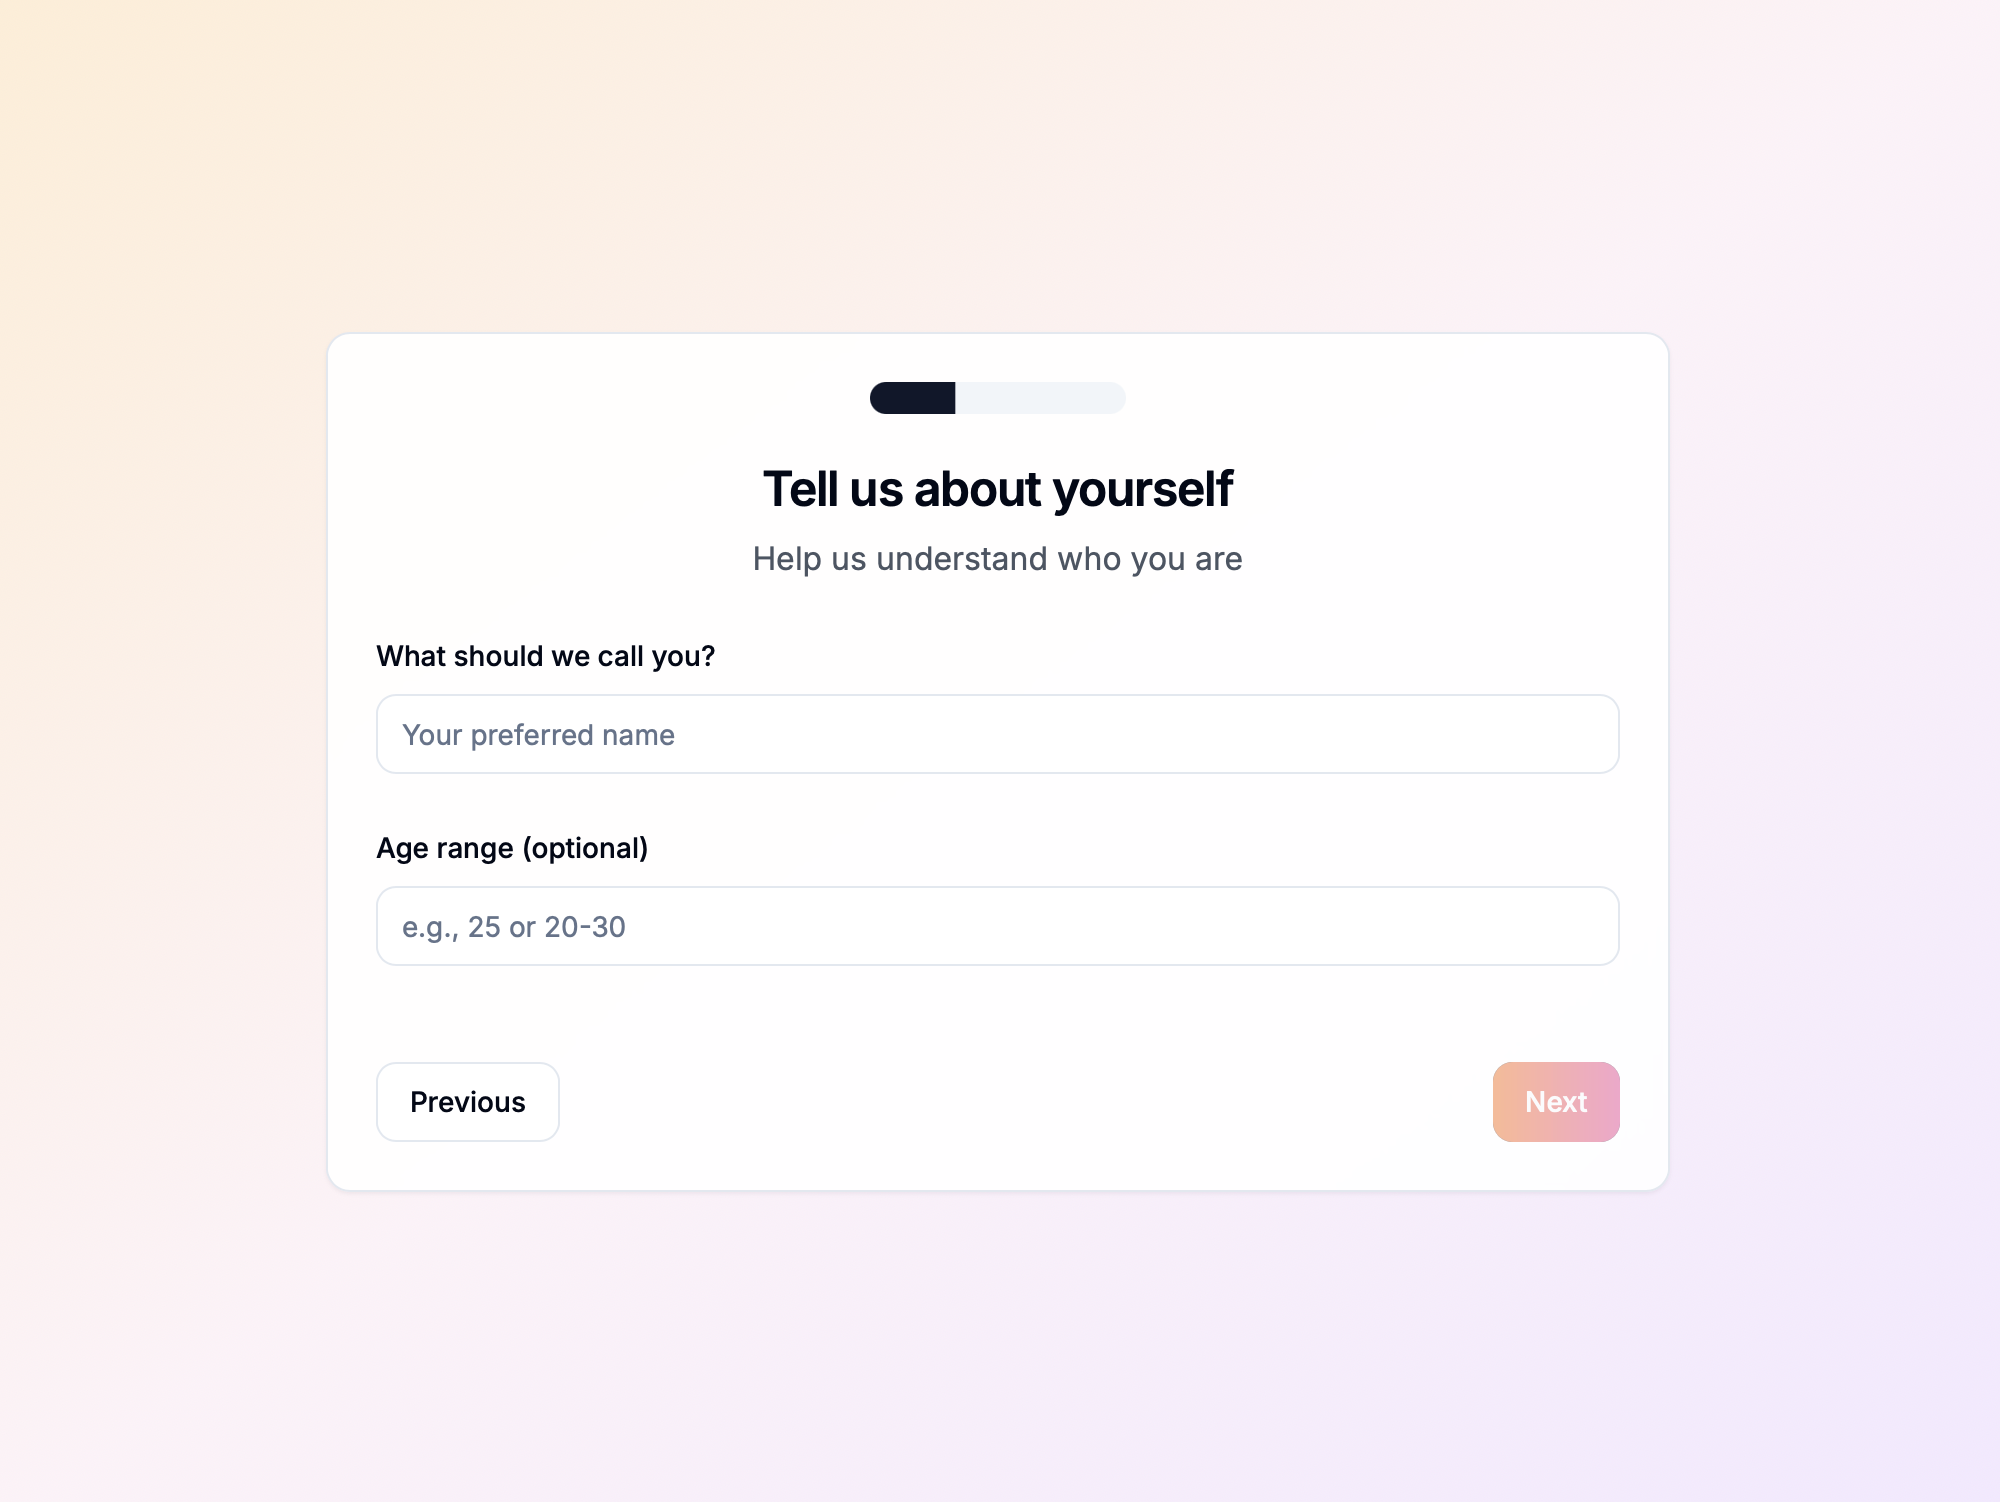 Tell us about yourself
Help us understand who you are
What should we call you?
Your preferred name
Age range (optional)
e.g., 25 or 20-30
Previous
Next